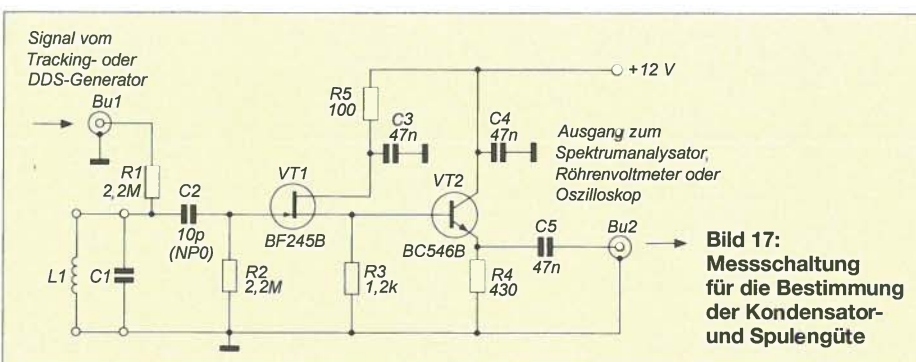 Signal vom
Tracking- oder
DDS-Generator
Bu1
R1
2,2M
C2
10p
(NP0)
L1
C1
R2
2,2M
VT1
BF245B
R5
100
C3
47n
R3
1,2k
+12 V
C4
47n
VT2
BC546B
R4
430
C5
47n
Ausgang zum
Spektrumanalysator,
Röhrenvoltmeter oder
Oszilloskop
Bu2
Bild 17:
Messschaltung
für die Bestimmung
der Kondensator-
und Spulengüte